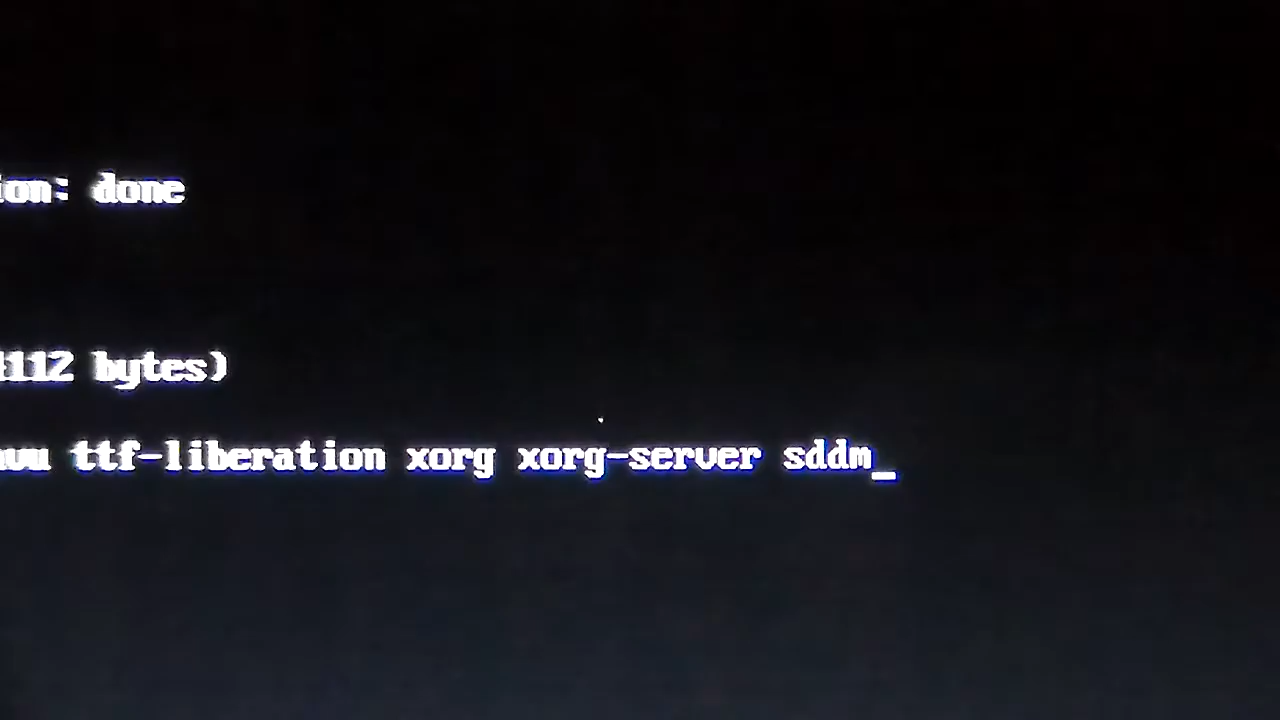 ion: done
112 bytes)
ttf-liberation xorg xorg-server sddm_